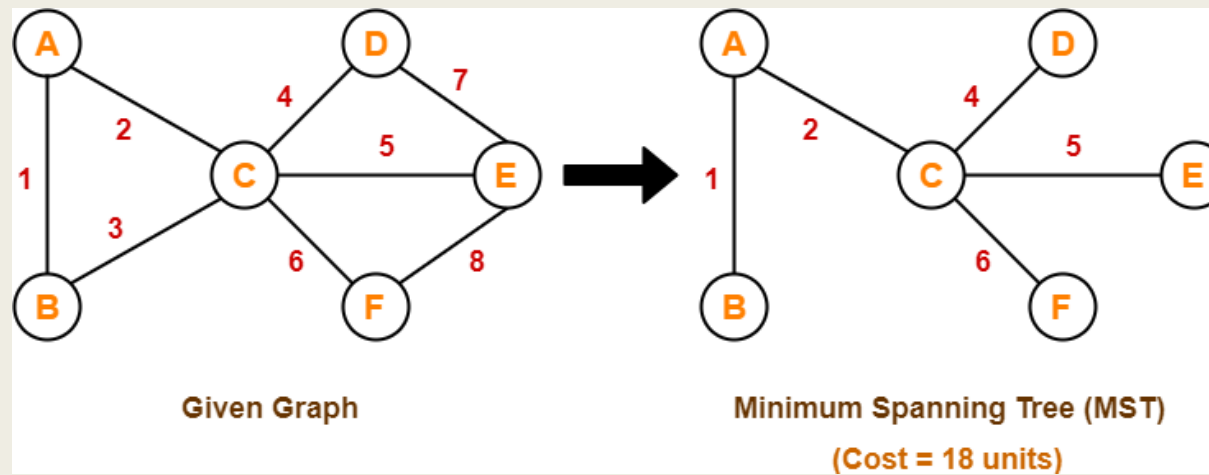 A D A D
4 7 4
2 5 2 5
1 C E 1 C E
3 6 8 6
B F B F
Given Graph Minimum Spanning Tree (MST)
(Cost = 18 units)